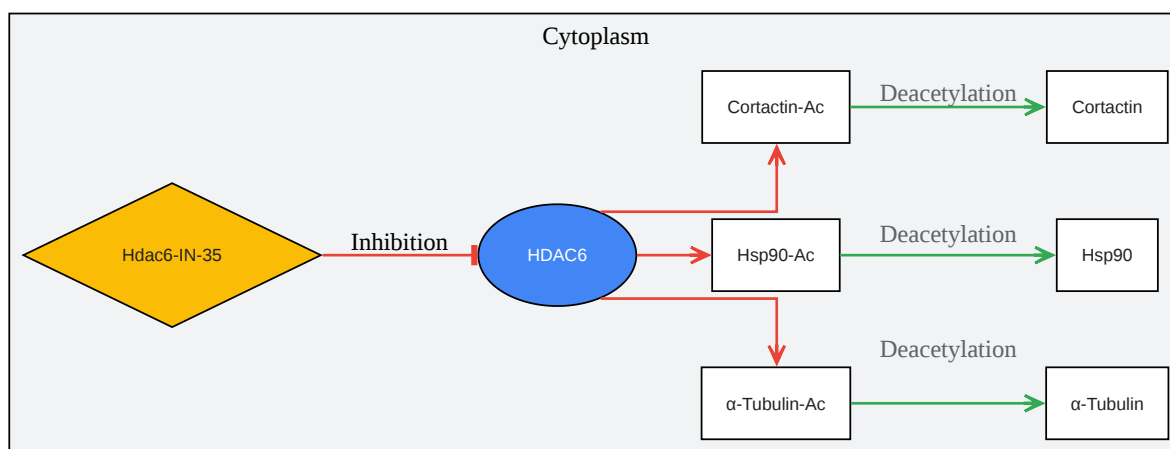 Cytoplasm
Cortactin-Ac
Deacetylation
Cortactin
Hdac6-IN-35
Inhibition
HDAC6
Hsp90-Ac
Deacetylation
Hsp90
α-Tubulin-Ac
Deacetylation
α-Tubulin